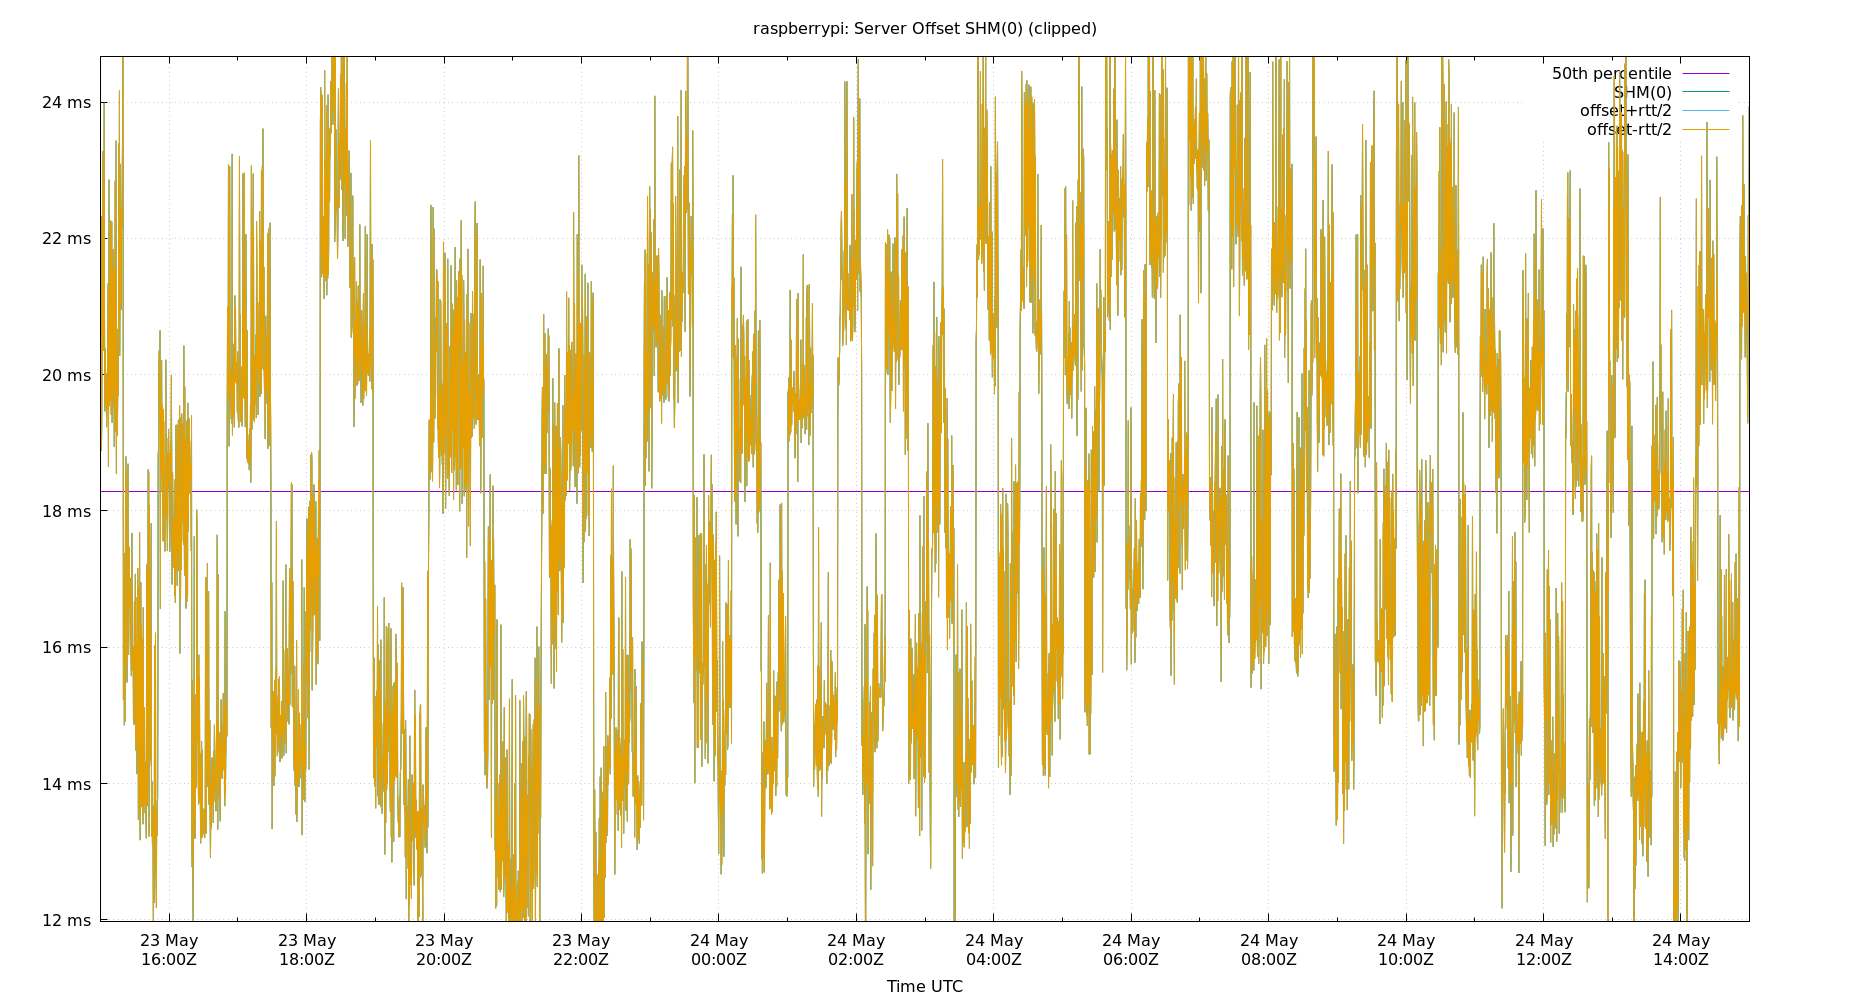 raspberrypi: Server Offset SHM(0) (clipped)
50th percentile
SHM(0)
offset+rtt/2
offset-rtt/2
24 ms
22 ms
20 ms
18 ms
16 ms
14 ms
12 ms
23 May 23 May 23 May 23 May 24 May 24 May 24 May 24 May 24 May 24 May 24 May 24 May
16:00Z 18:00Z 20:00Z 22:00Z 00:00Z 02:00Z 04:00Z 06:00Z 08:00Z 10:00Z 12:00Z 14:00Z
Time UTC